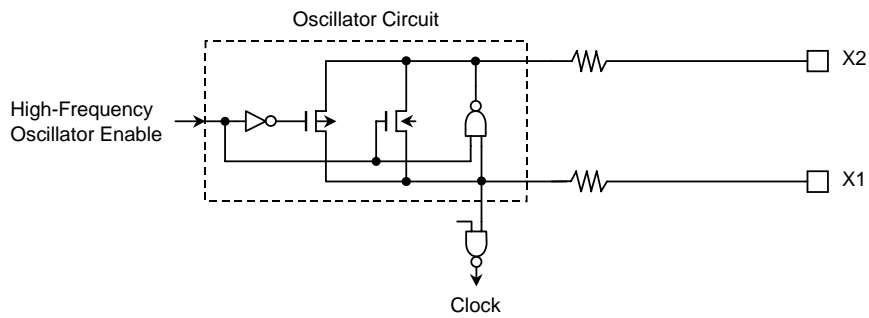 Oscillator Circuit
X2
High-Frequency
Oscillator Enable
X1
Clock